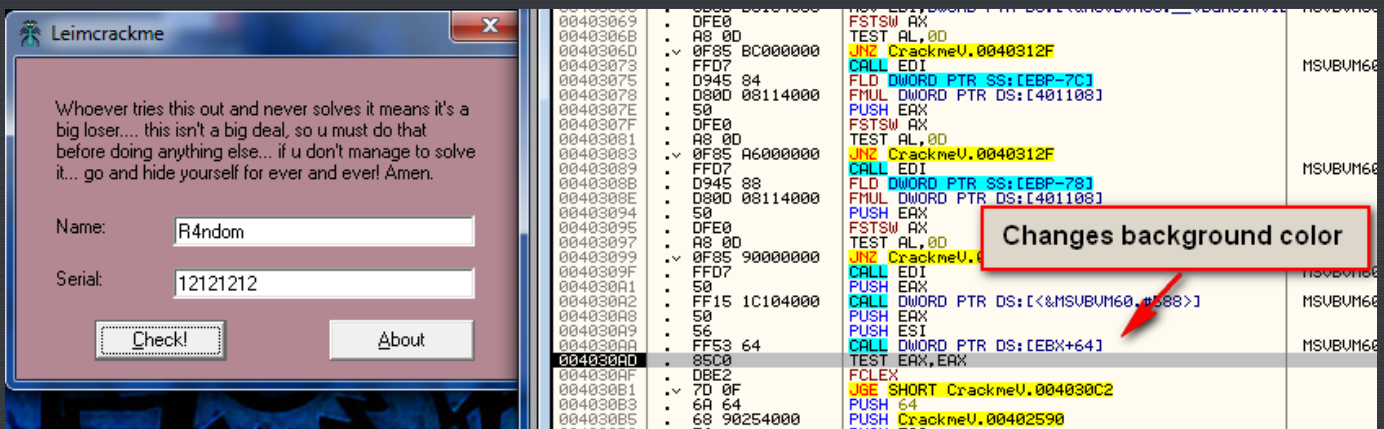 Leimcrackme
x
Whoever tries this out and never solves it means it's a
big loser.... this isn't a big deal, so u must do that
before doing anything else... if u don't manage to solve
it... go and hide yourself for ever and ever! Amen.
Name:
R4ndom
Serial:
12121212
Check!
About
00403069 . DFE0 FSTSW AX
0040306B . A8 0D TEST AL,0D
0040306D .v 0F85 BC000000 JNZ CrackmeV.0040312F
00403073 . FFD7 CALL EDI MSVBVM60
00403075 . D945 84 FLD DWORD PTR SS:[EBP-7C]
00403078 . D80D 08114000 FMUL DWORD PTR DS:[401108]
0040307E . 50 PUSH EAX
0040307F . DFE0 FSTSW AX
00403081 . A8 0D TEST AL,0D
00403083 .v 0F85 A6000000 JNZ CrackmeV.0040312F
00403089 . FFD7 CALL EDI MSVBVM60
0040308B . D945 88 FLD DWORD PTR SS:[EBP-78]
0040308E . D80D 08114000 FMUL DWORD PTR DS:[401108]
00403094 . 50 PUSH EAX
00403095 . DFE0 FSTSW AX
00403097 . A8 0D TEST AL,0D
00403099 .v 0F85 90000000 JNZ CrackmeV.
0040309F . FFD7 CALL EDI MSVBVM60
004030A1 . 50 PUSH EAX
004030A2 . FF15 1C104000 CALL DWORD PTR DS:[<&MSVBVM60.#588>] MSVBVM60
004030A8 . 50 PUSH EAX
004030A9 . 56 PUSH ESI
004030AA . FF53 64 CALL DWORD PTR DS:[EBX+64] MSVBVM60
004030AD . 85C0 TEST EAX,EAX
004030AF . DBE2 FCLEX
004030B1 .v 7D 0F JGE SHORT CrackmeV.004030C2
004030B3 . 6A 64 PUSH 64
004030B5 . 68 90254000 PUSH CrackmeV.00402590
Changes background color